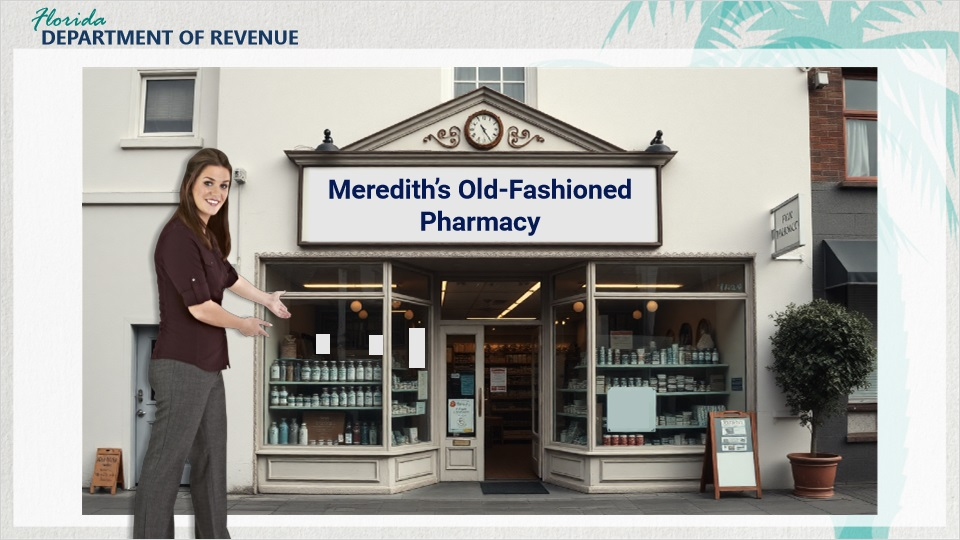 Florida
DEPARTMENT OF REVENUE
Meredith's Old-Fashioned
Pharmacy